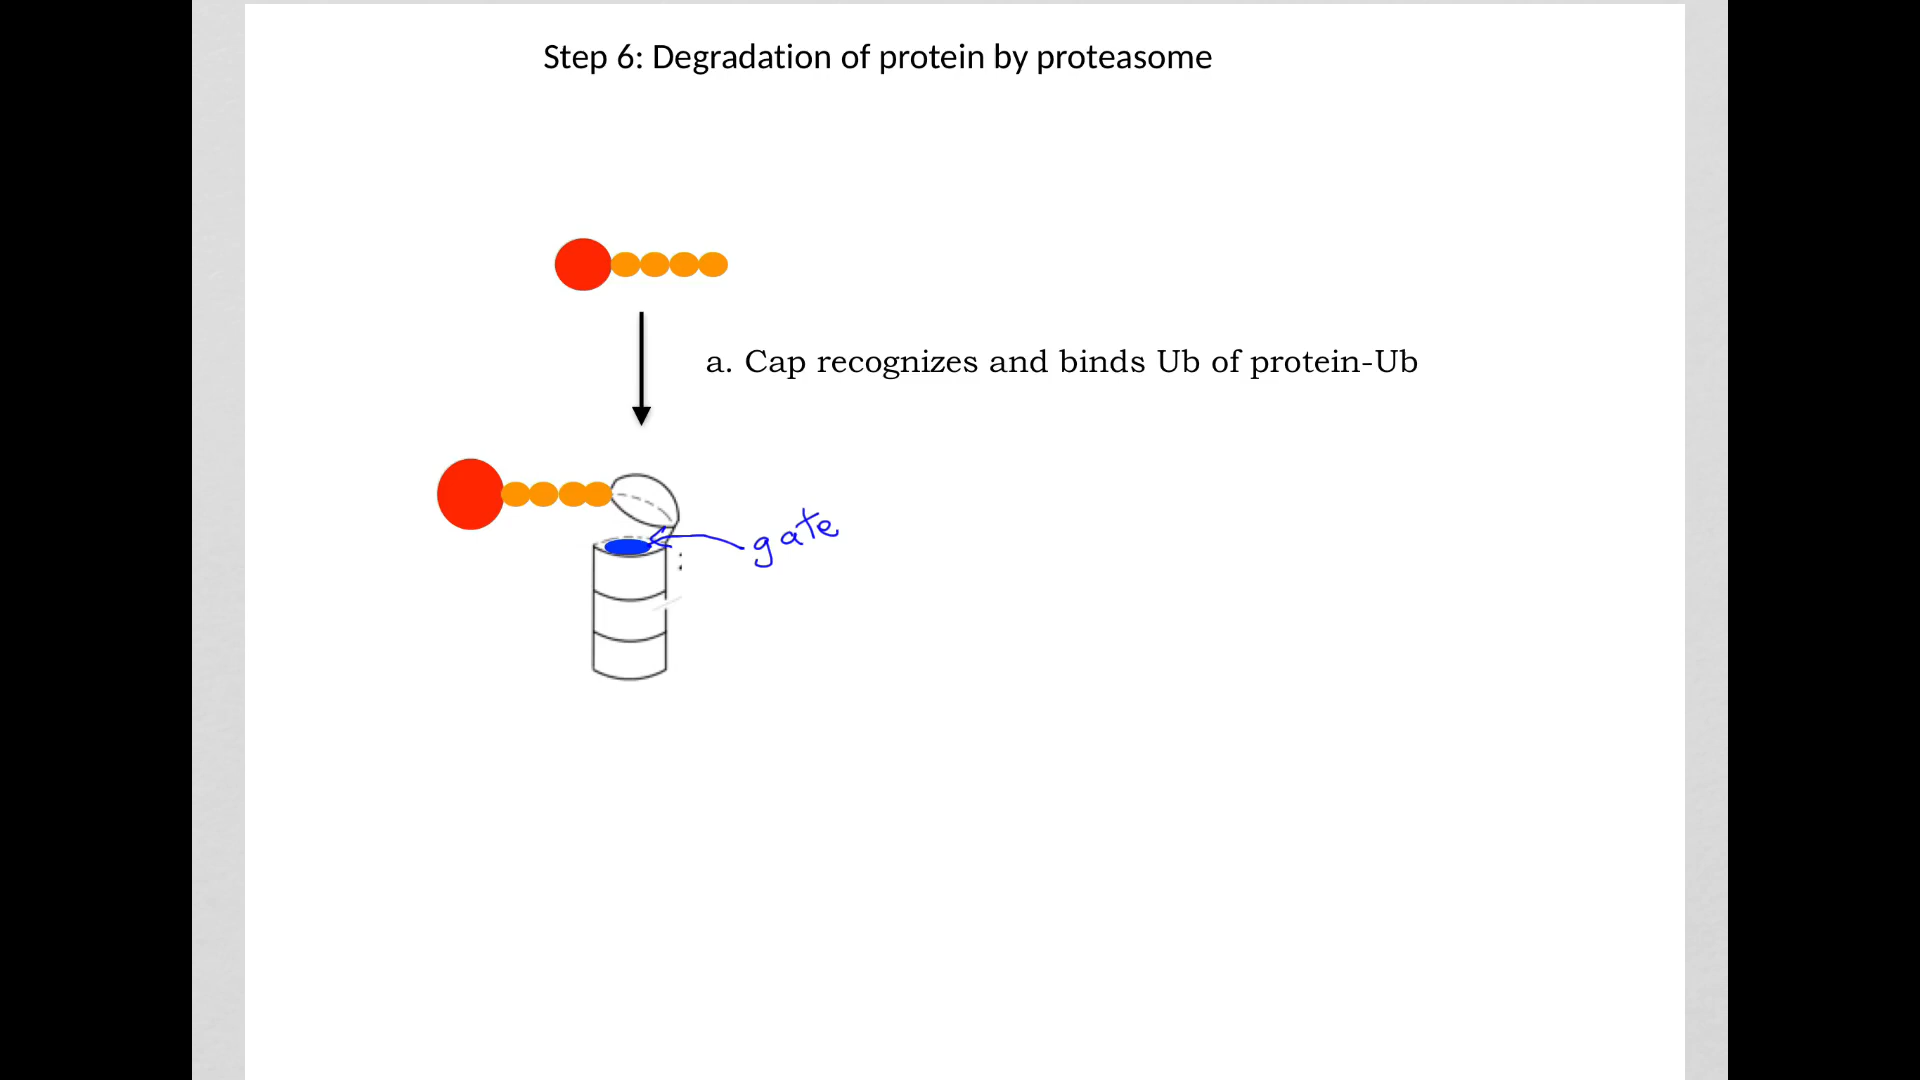 Step 6: Degradation of protein by proteasome
a. Cap recognizes and binds Ub of protein-Ub
gate